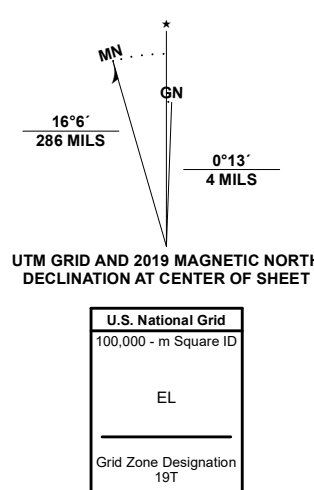 MN
GN
16°6´
286 MILS
0°13´
4 MILS
UTM GRID AND 2019 MAGNETIC NORTH
DECLINATION AT CENTER OF SHEET
U.S. National Grid
100,000 - m Square ID
EL
Grid Zone Designation
19T